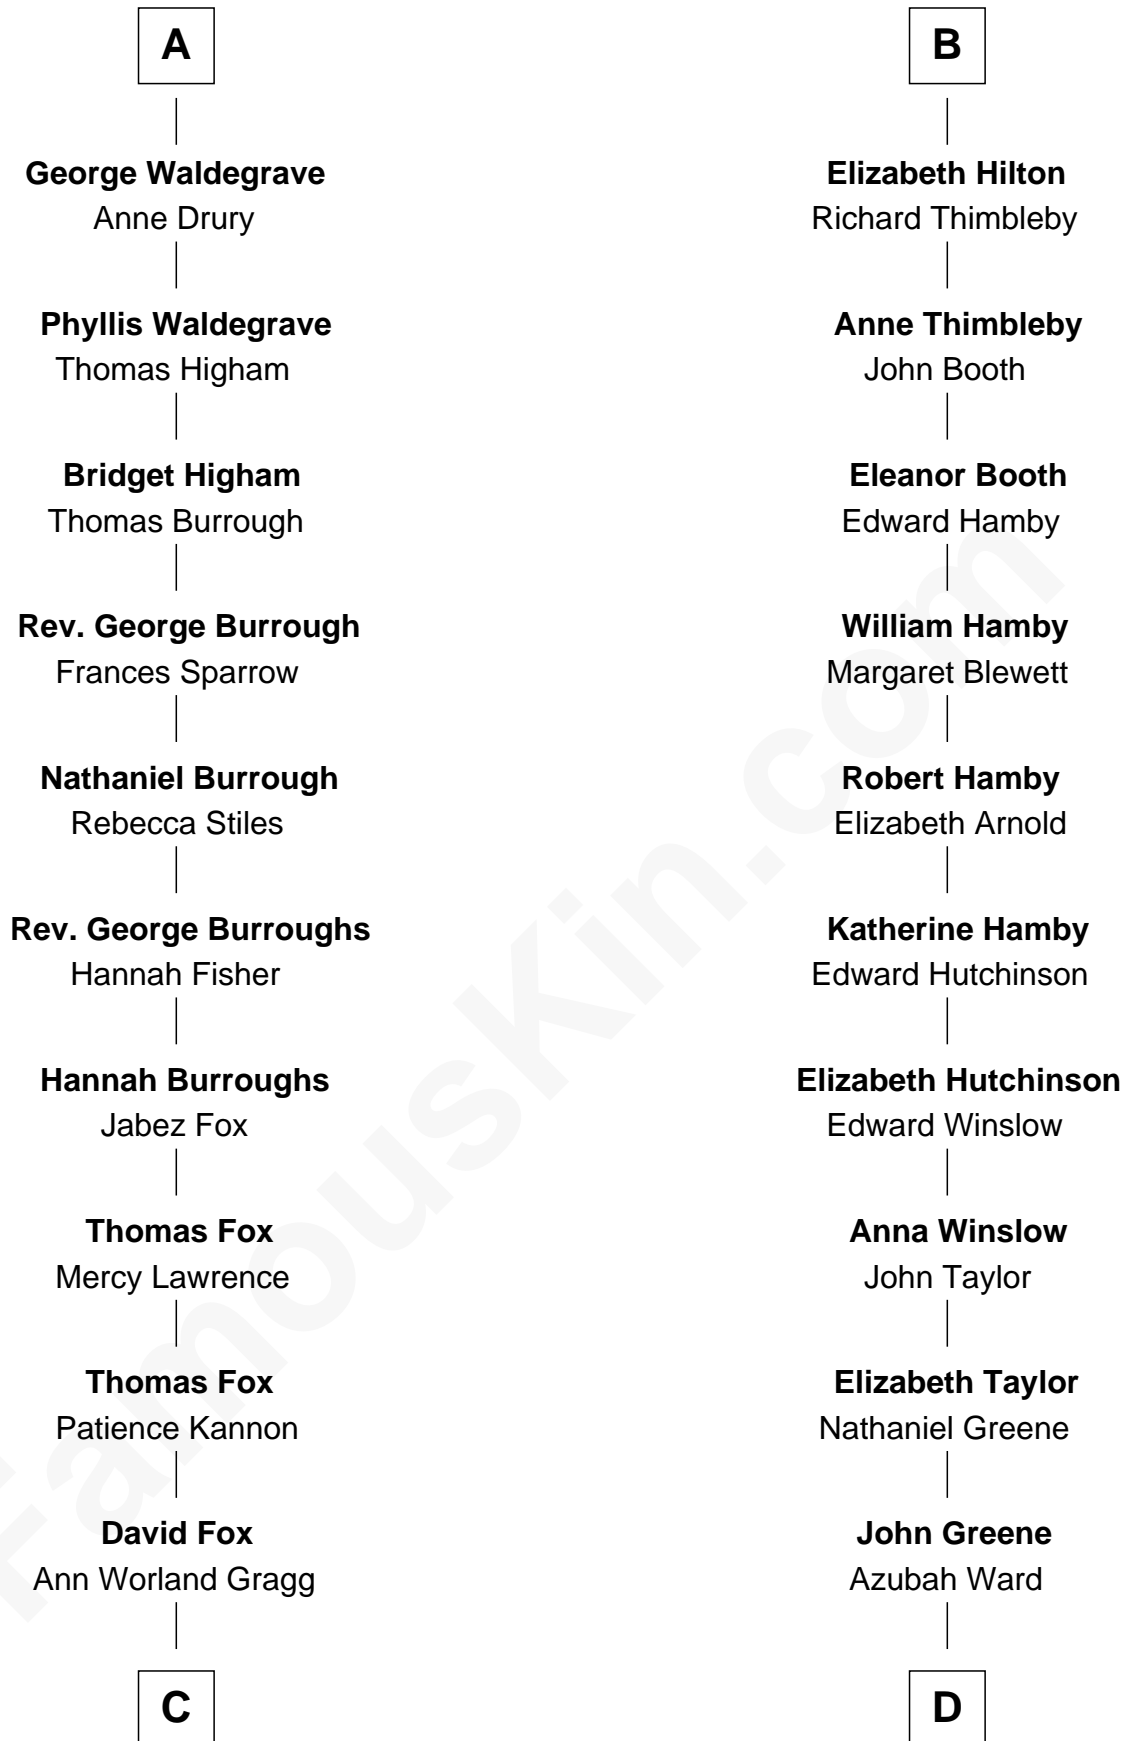 A
George Waldegrave
Anne Drury
Phyllis Waldegrave
Thomas Higham
Bridget Higham
Thomas Burrough
Rev. George Burrough
Frances Sparrow
Nathaniel Burrough
Rebecca Stiles
Rev. George Burroughs
Hannah Fisher
Hannah Burroughs
Jabez Fox
Thomas Fox
Mercy Lawrence
Thomas Fox
Patience Kannon
David Fox
Ann Worland Gragg
C
B
Elizabeth Hilton
Richard Thimbleby
Anne Thimbleby
John Booth
Eleanor Booth
Edward Hamby
William Hamby
Margaret Blewett
Robert Hamby
Elizabeth Arnold
Katherine Hamby
Edward Hutchinson
Elizabeth Hutchinson
Edward Winslow
Anna Winslow
John Taylor
Elizabeth Taylor
Nathaniel Greene
John Greene
Azubah Ward
D
FamousKin.com